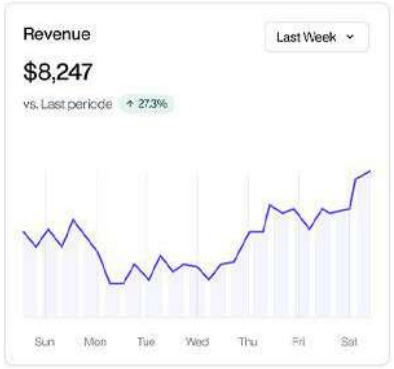 Revenue
Last Week
$8,247
vs. Last periode ↑ 27.3%
Sun Mon Tue Wed Thu Fri Sat